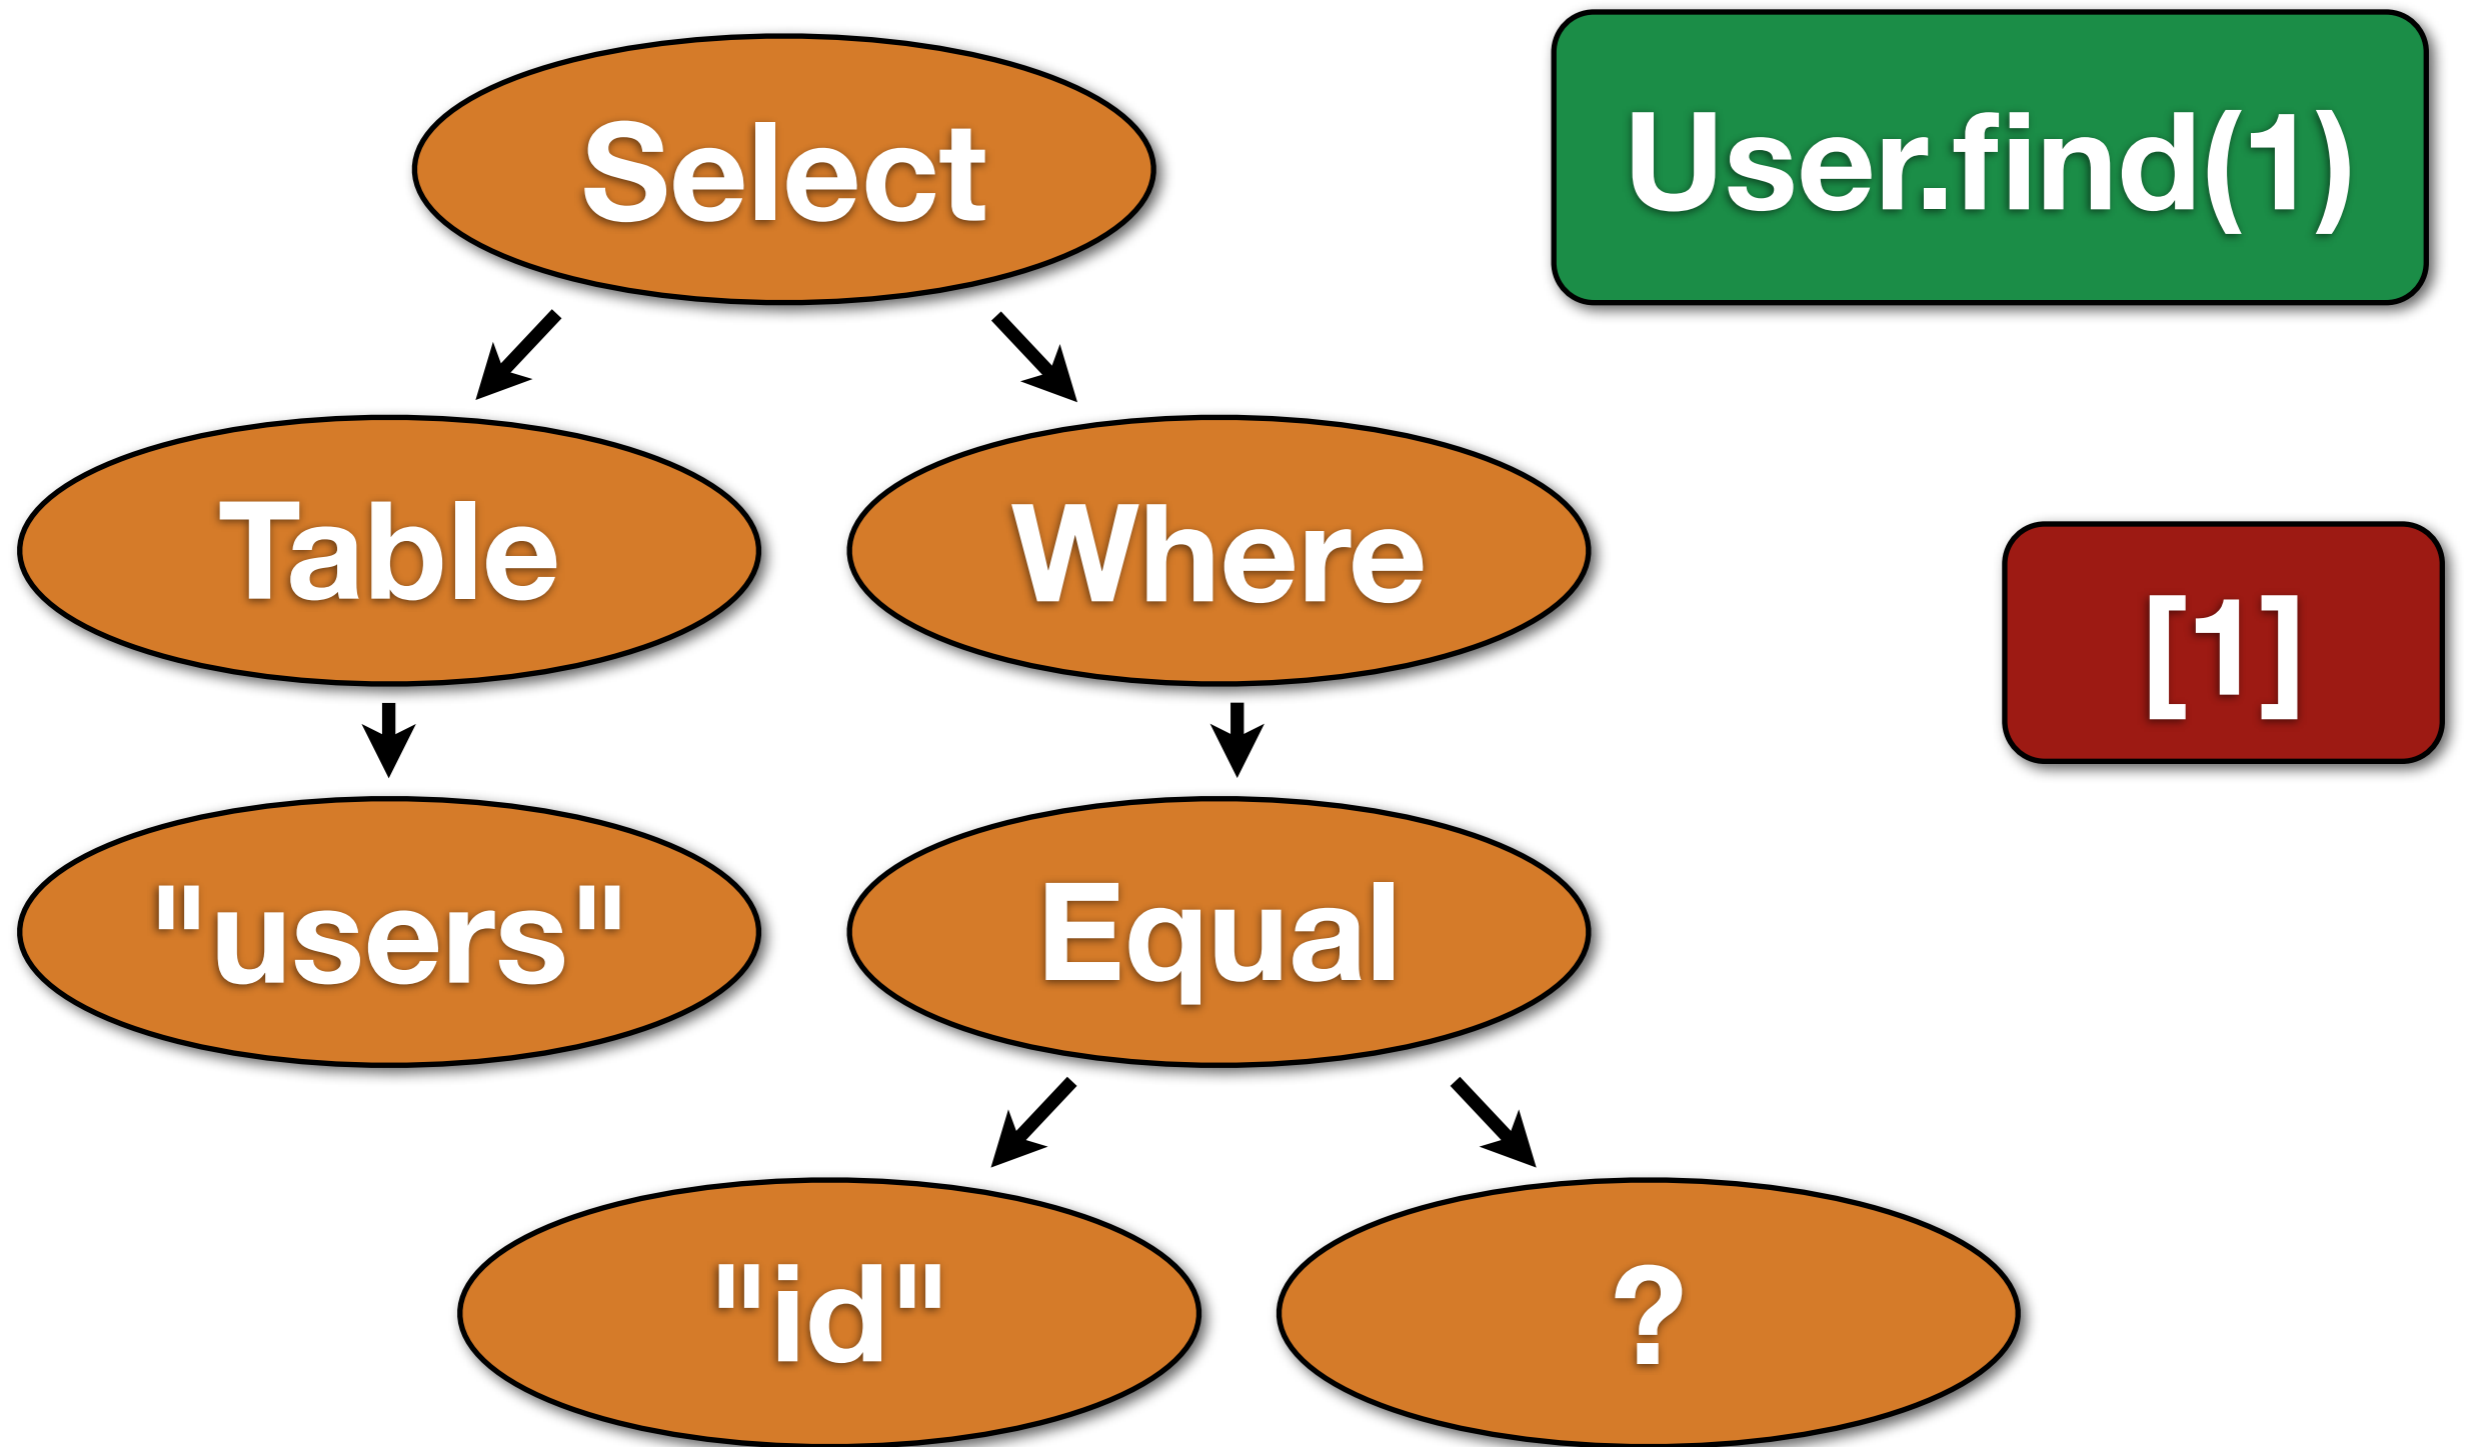 Select
User.find(1)
Table
Where
[1]
"users"
Equal
"id"
?